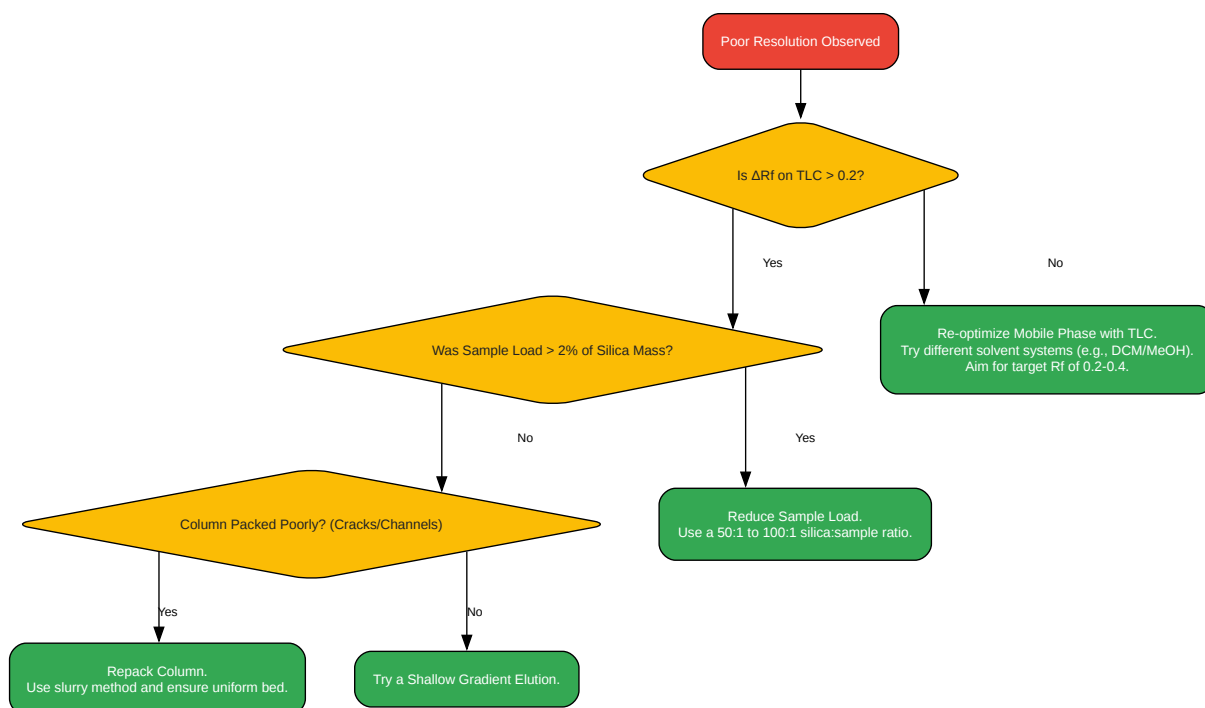 Poor Resolution Observed
Is ΔRf on TLC > 0.2?
Yes
No
Re-optimize Mobile Phase with TLC.
Try different solvent systems (e.g., DCM/MeOH).
Aim for target Rf of 0.2-0.4.
Was Sample Load > 2% of Silica Mass?
No
Yes
Reduce Sample Load.
Use a 50:1 to 100:1 silica:sample ratio.
Column Packed Poorly? (Cracks/Channels)
Yes
No
Repack Column.
Use slurry method and ensure uniform bed.
Try a Shallow Gradient Elution.